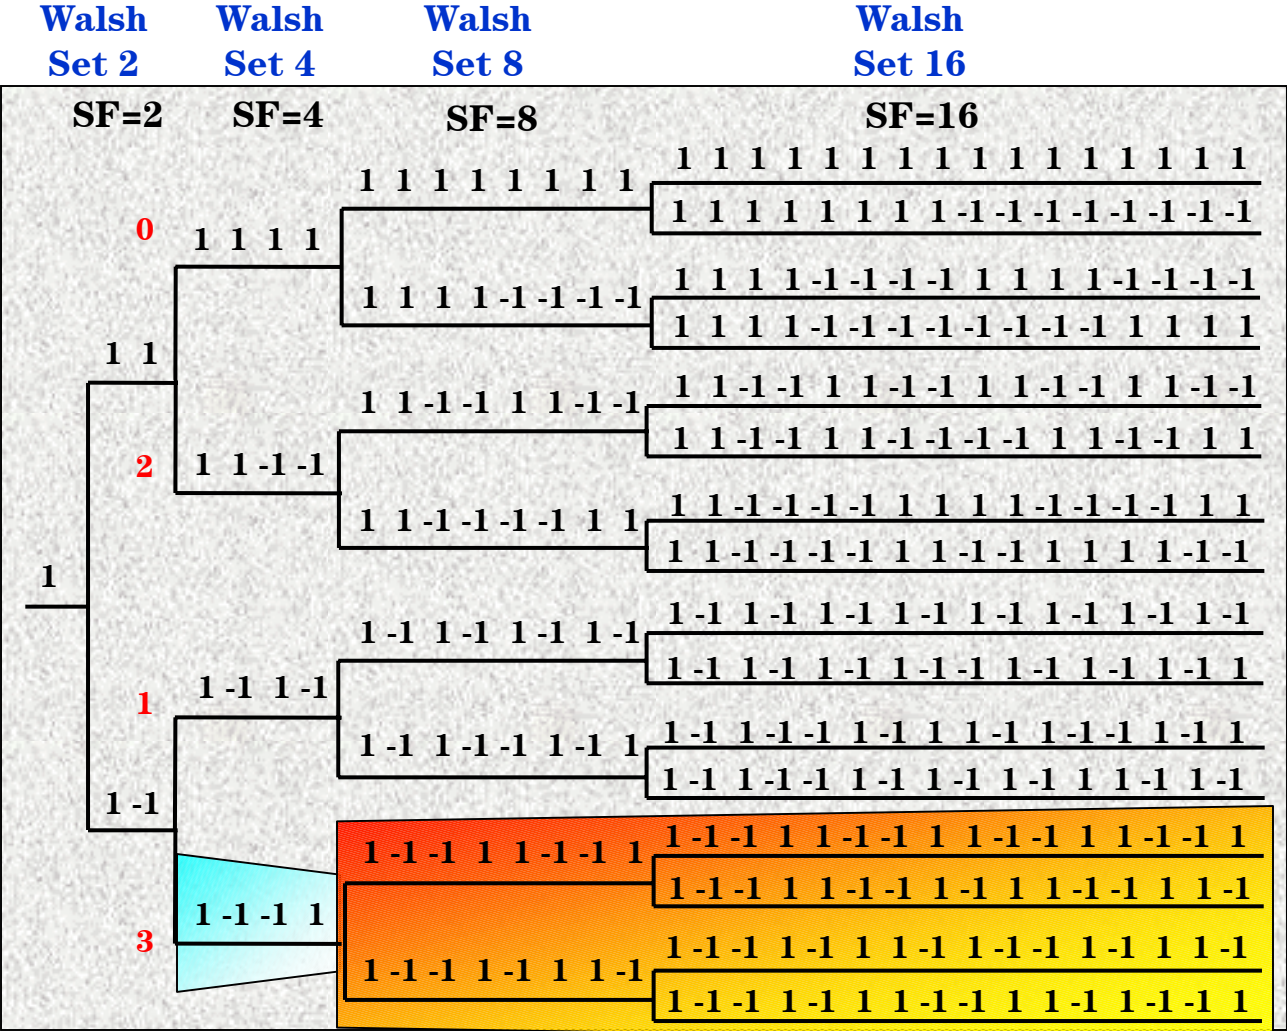 Walsh Walsh Walsh Walsh
Set 2 Set 4 Set 8 Set 16
SF=2 SF=4 SF=8 SF=16
1 1 1 1 1 1 1 1 1 1 1 1 1 1 1 1
1 1 1 1 1 1 1 1
1 1 1 1 1 1 1 1 -1 -1 -1 -1 -1 -1 -1 -1
0
1 1 1 1
1 1 1 1 -1 -1 -1 -1 1 1 1 1 -1 -1 -1 -1
1 1 1 1 -1 -1 -1 -1
1 1 1 1 -1 -1 -1 -1 -1 -1 -1 -1 1 1 1 1
1 1
1 1 -1 -1 1 1 -1 -1 1 1 -1 -1 1 1 -1 -1
1 1 -1 -1 1 1 -1 -1
1 1 -1 -1 1 1 -1 -1 -1 -1 1 1 -1 -1 1 1
2
1 1 -1 -1
1 1 -1 -1 -1 -1 1 1 1 1 -1 -1 -1 -1 1 1
1 1 -1 -1 -1 -1 1 1
1 1 -1 -1 -1 -1 1 1 -1 -1 1 1 1 1 -1 -1
1
1 -1 1 -1 1 -1 1 -1 1 -1 1 -1 1 -1 1 -1
1 -1 1 -1 1 -1 1 -1
1 -1 1 -1 1 -1 1 -1 -1 1 -1 1 -1 1 -1 1
1 -1 1 -1
1
1 -1 1 -1 -1 1 -1 1 1 -1 1 -1 -1 1 -1 1
1 -1 1 -1 -1 1 -1 1
1 -1 1 -1 -1 1 -1 1 -1 1 -1 1 1 -1 1 -1
1 -1
1 -1 -1 1 1 -1 -1 1 1 -1 -1 1 1 -1 -1 1
1 -1 -1 1 1 -1 -1 1
1 -1 -1 1 1 -1 -1 1 -1 1 1 -1 -1 1 1 -1
1 -1 -1 1
3
1 -1 -1 1 -1 1 1 -1 1 -1 -1 1 -1 1 1 -1
1 -1 -1 1 -1 1 1 -1
1 -1 -1 1 -1 1 1 -1 -1 1 1 -1 1 -1 -1 1